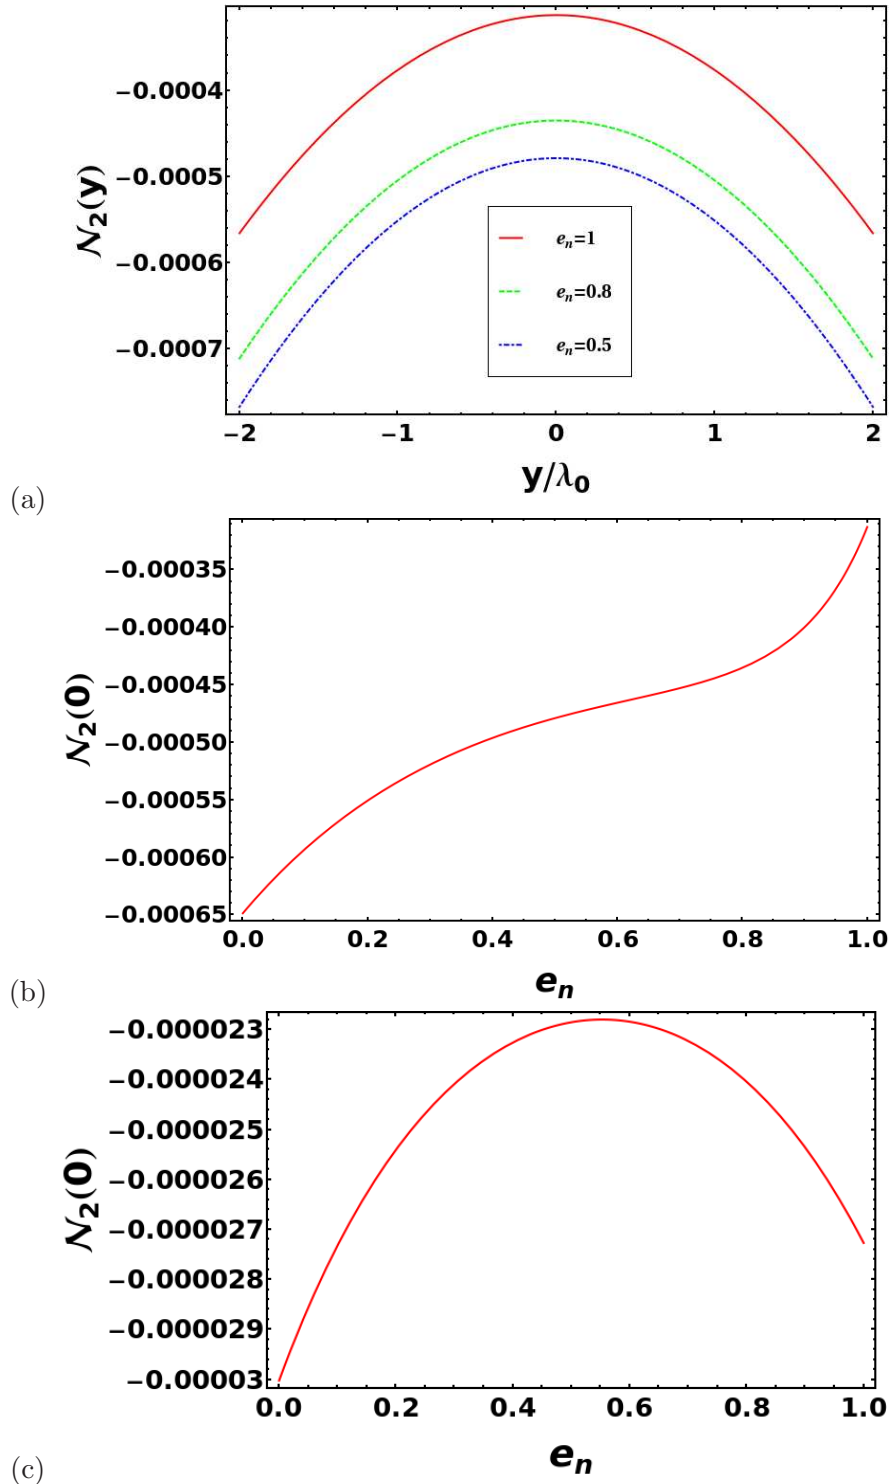 −0.0004
−0.0005
−0.0006
−0.0007
𝒩₂(y)
eₙ=1
eₙ=0.8
eₙ=0.5
−2 −1 0 1 2
y/λ₀
(a)
−0.00035
−0.00040
−0.00045
−0.00050
−0.00055
−0.00060
−0.00065
𝒩₂(0)
0.0 0.2 0.4 0.6 0.8 1.0
eₙ
(b)
−0.000023
−0.000024
−0.000025
−0.000026
−0.000027
−0.000028
−0.000029
−0.00003
𝒩₂(0)
0.0 0.2 0.4 0.6 0.8 1.0
eₙ
(c)